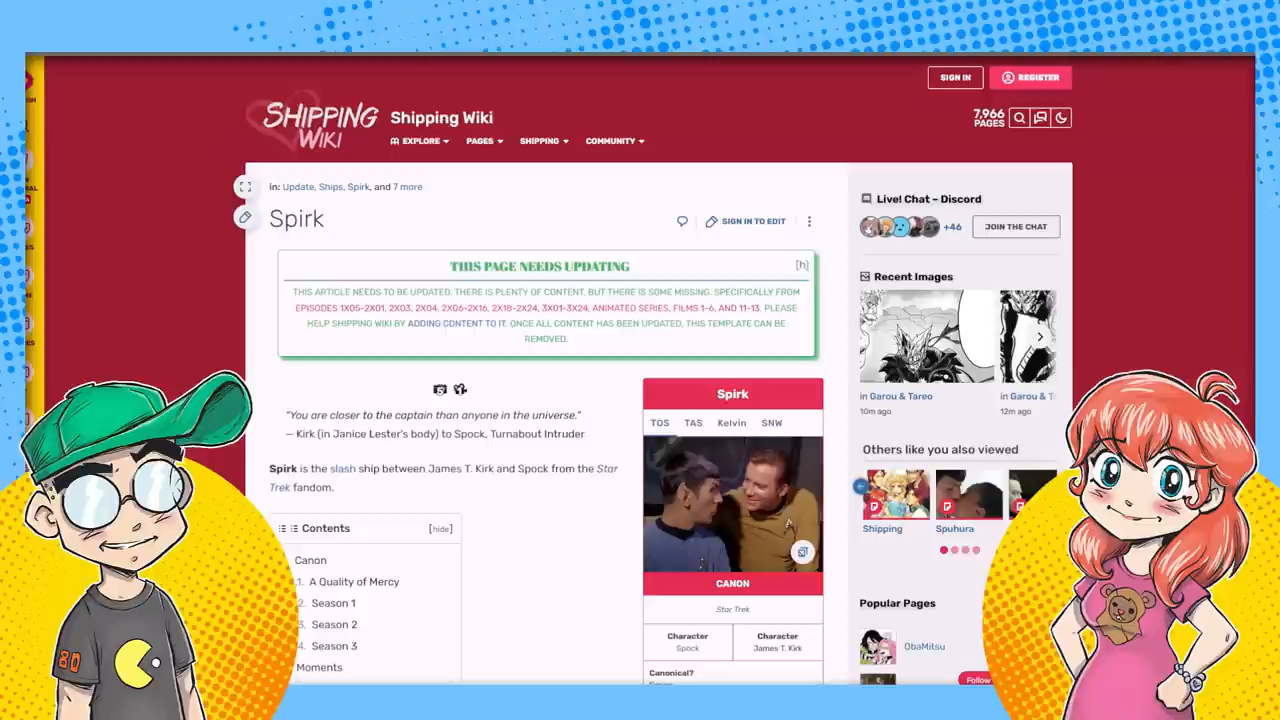 SIGN IN
REGISTER
SHIPPING
WIKI
Shipping Wiki
7,966
PAGES
EXPLORE
PAGES
SHIPPING
COMMUNITY
in: Update, Ships, Spirk, and 7 more
Spirk
SIGN IN TO EDIT
THIS PAGE NEEDS UPDATING
[h]
THIS ARTICLE NEEDS TO BE UPDATED. THERE IS PLENTY OF CONTENT, BUT THERE IS SOME MISSING. SPECIFICALLY FROM
EPISODES 1X05-2X01, 2X03, 2X04, 2X06-2X16, 2X18-2X24, 3X01-3X24, ANIMATED SERIES, FILMS 1-6, AND 11-13. PLEASE
HELP SHIPPING WIKI BY ADDING CONTENT TO IT. ONCE ALL CONTENT HAS BEEN UPDATED, THIS TEMPLATE CAN BE
REMOVED.
"You are closer to the captain than anyone in the universe."
— Kirk (in Janice Lester's body) to Spock, Turnabout Intruder
Spirk is the slash ship between James T. Kirk and Spock from the Star
Trek fandom.
Contents
[hide]
Canon
1. A Quality of Mercy
2. Season 1
3. Season 2
4. Season 3
Moments
Spirk
TOS TAS Kelvin SNW
CANON
Star Trek
Character
Spock
Character
James T. Kirk
Canonical?
Live! Chat – Discord
+46
JOIN THE CHAT
Recent Images
in Garou & Tareo
10m ago
in Garou & T
12m ago
Others like you also viewed
Shipping
Spuhura
Popular Pages
ObaMitsu
Follow
80